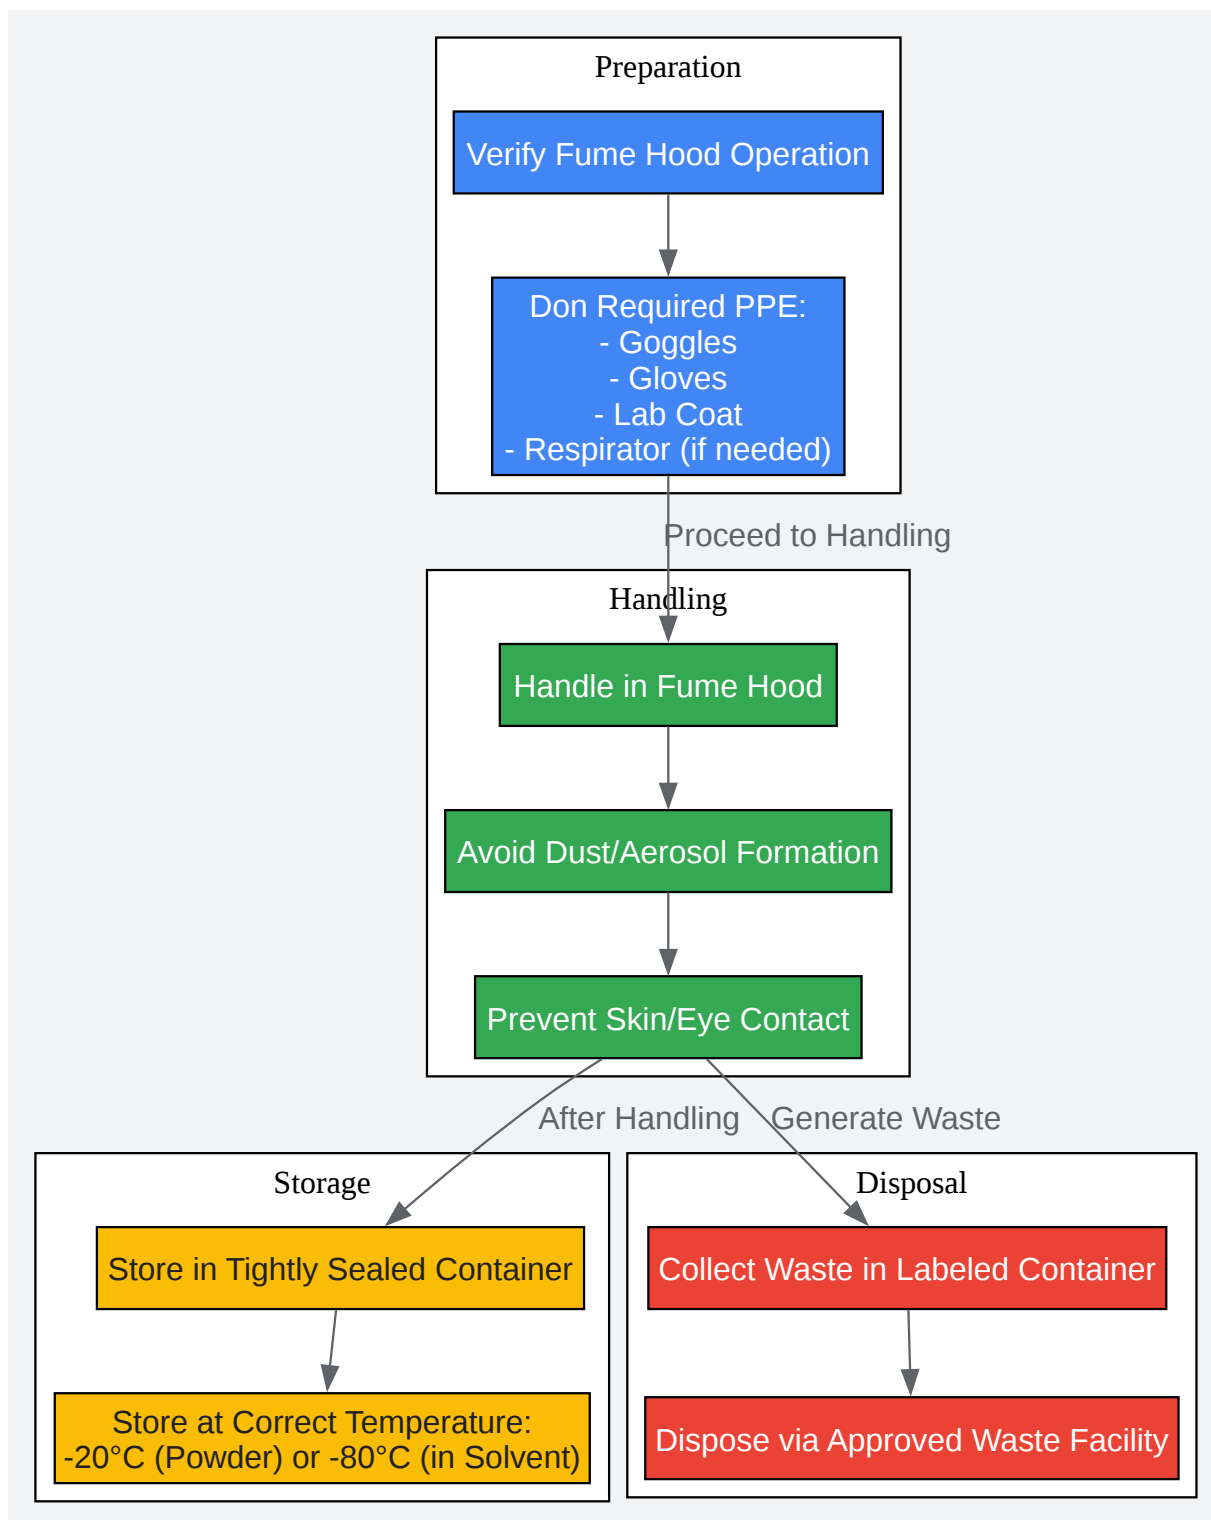 Preparation
Verify Fume Hood Operation
Don Required PPE:
- Goggles
- Gloves
- Lab Coat
- Respirator (if needed)
Proceed to Handling
Handling
Handle in Fume Hood
Avoid Dust/Aerosol Formation
Prevent Skin/Eye Contact
After Handling
Generate Waste
Storage
Store in Tightly Sealed Container
Store at Correct Temperature:
-20°C (Powder) or -80°C (in Solvent)
Disposal
Collect Waste in Labeled Container
Dispose via Approved Waste Facility